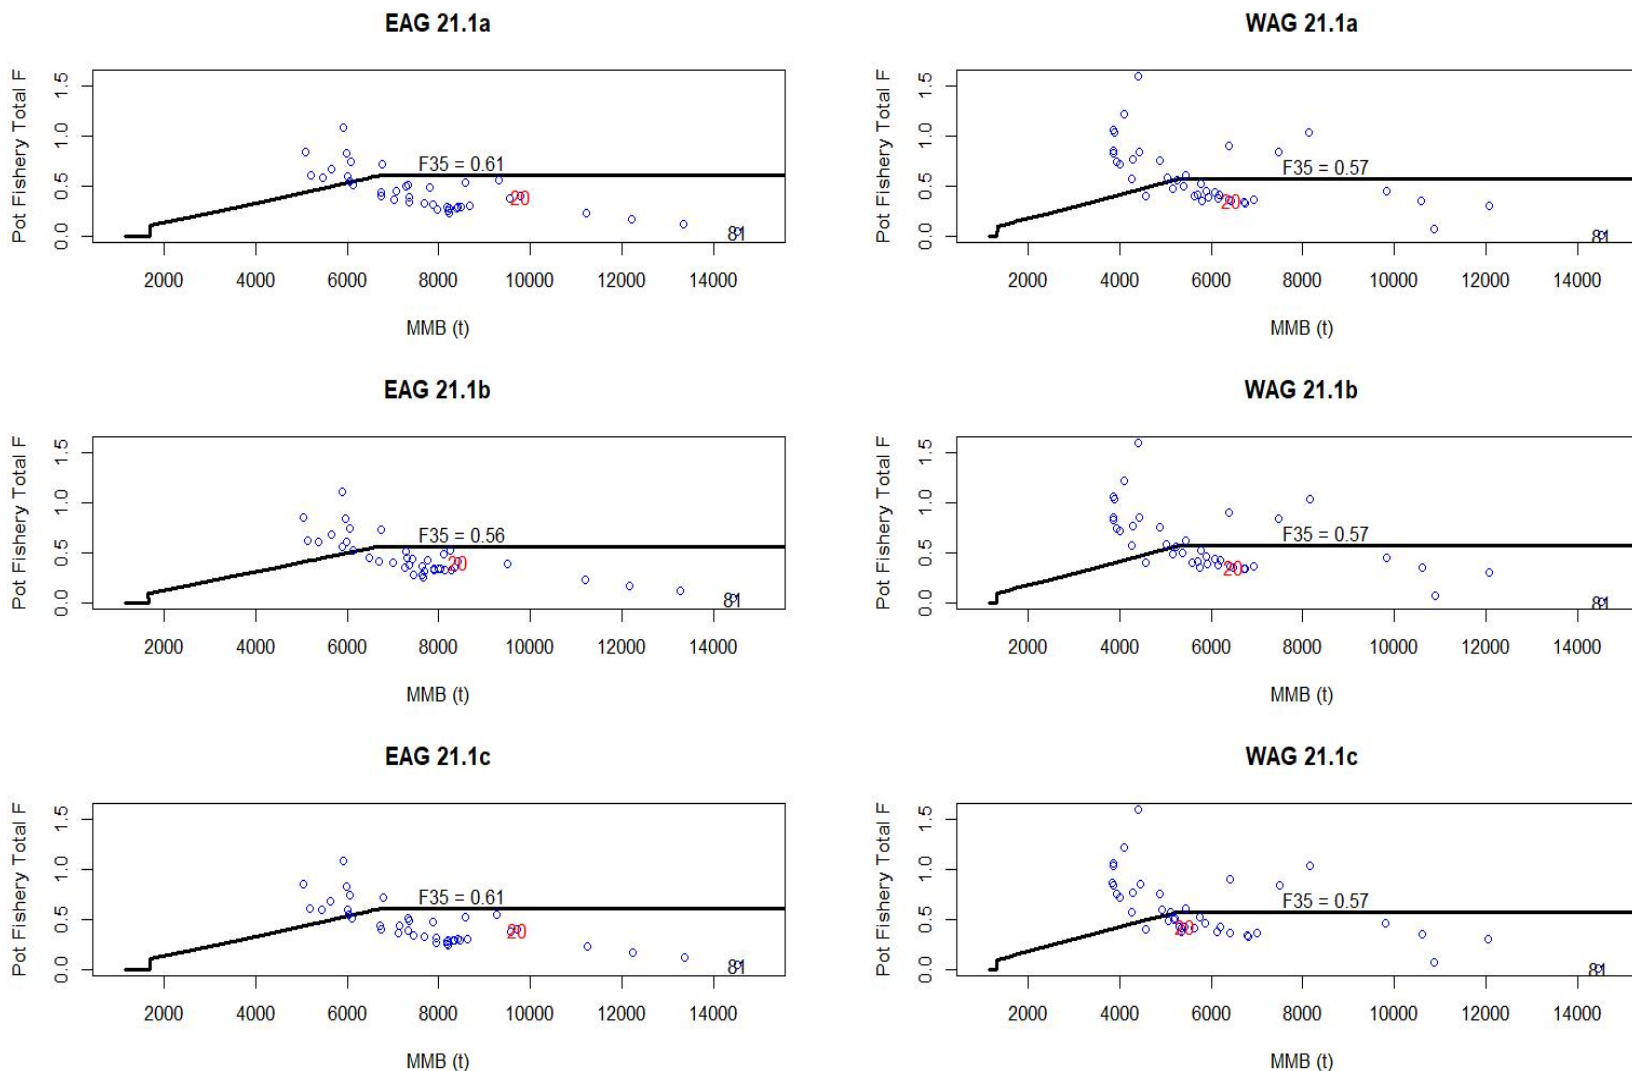 EAG 21.1a
Pot Fishery Total F
0.0 0.5 1.0 1.5
F35 = 0.61
20
81
2000 4000 6000 8000 10000 12000 14000
MMB (t)
WAG 21.1a
Pot Fishery Total F
0.0 0.5 1.0 1.5
F35 = 0.57
20
81
2000 4000 6000 8000 10000 12000 14000
MMB (t)
EAG 21.1b
Pot Fishery Total F
0.0 0.5 1.0 1.5
F35 = 0.56
20
81
2000 4000 6000 8000 10000 12000 14000
MMB (t)
WAG 21.1b
Pot Fishery Total F
0.0 0.5 1.0 1.5
F35 = 0.57
20
81
2000 4000 6000 8000 10000 12000 14000
MMB (t)
EAG 21.1c
Pot Fishery Total F
0.0 0.5 1.0 1.5
F35 = 0.61
20
81
2000 4000 6000 8000 10000 12000 14000
MMB (t)
WAG 21.1c
Pot Fishery Total F
0.0 0.5 1.0 1.5
F35 = 0.57
20
81
2000 4000 6000 8000 10000 12000 14000
MMB (t)